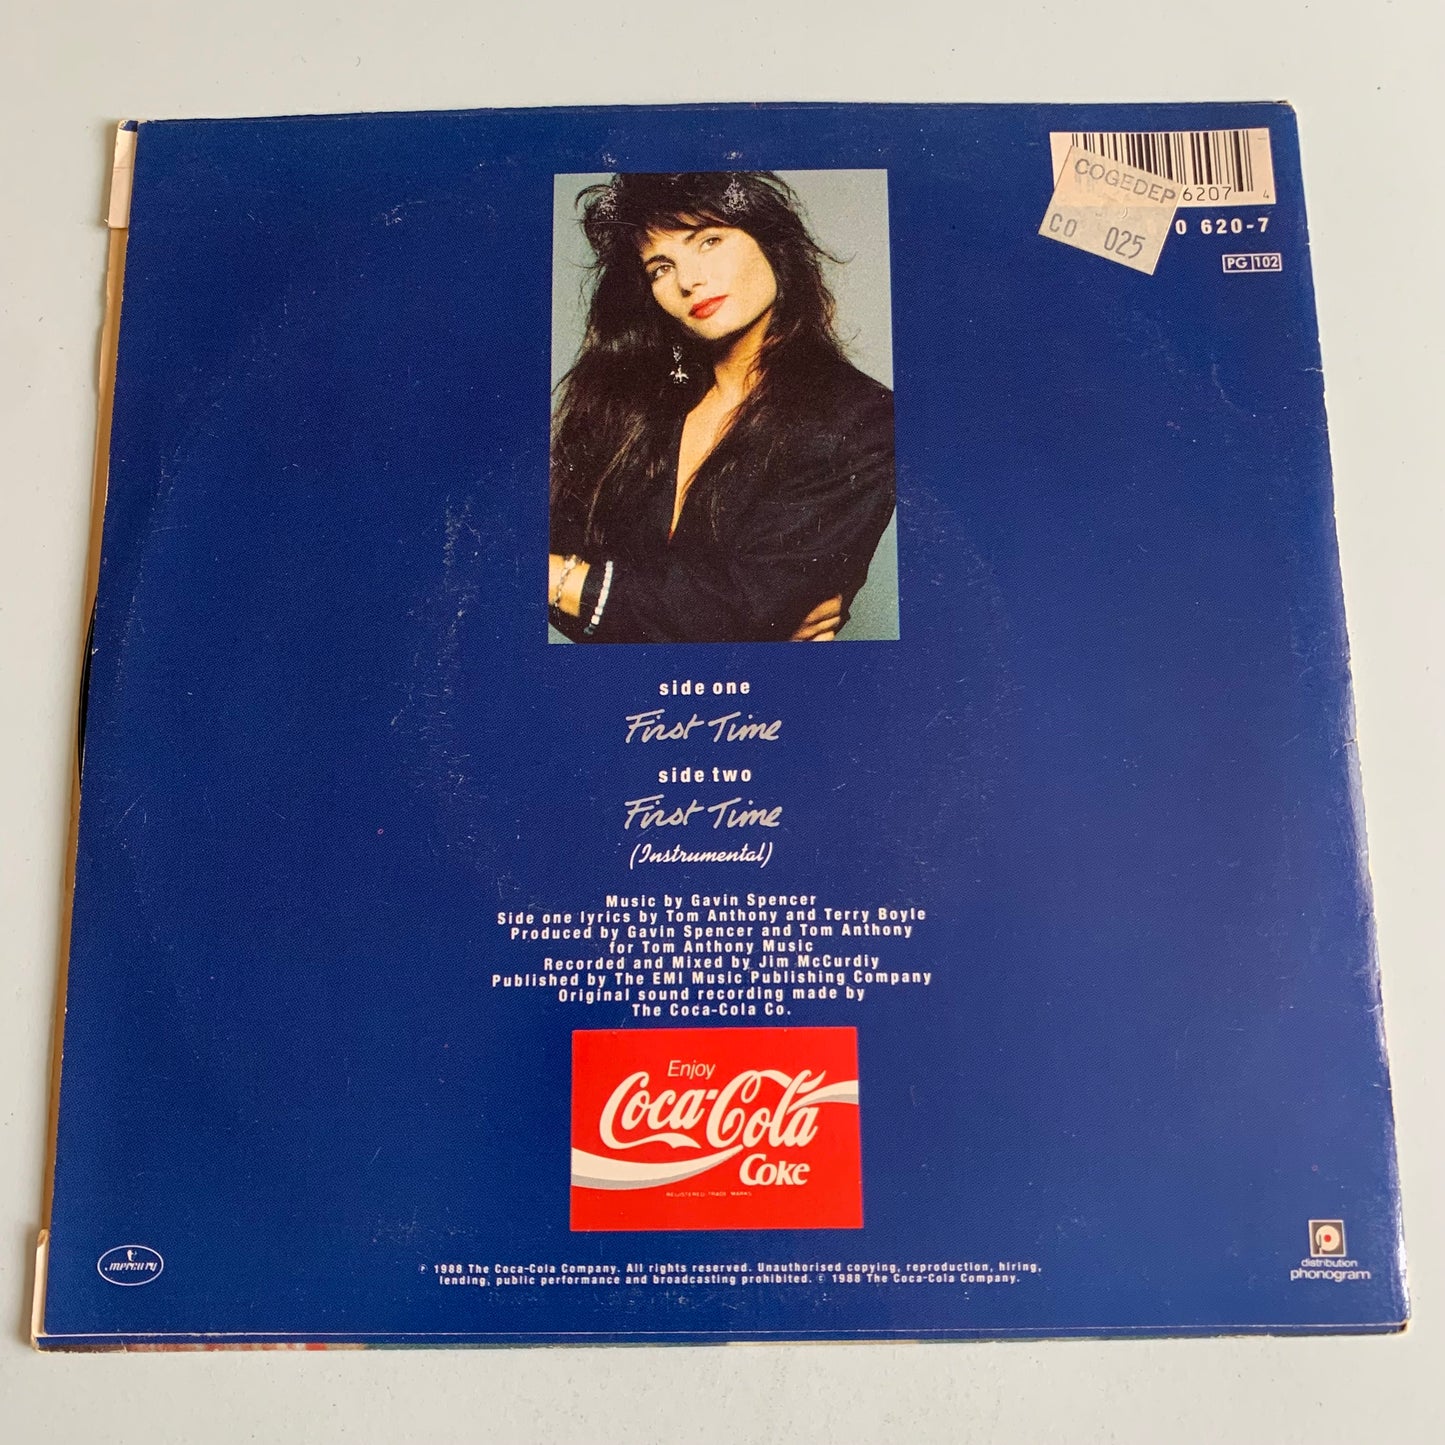 COGEDEP
CO 025
6207 4
0 620-7
PG 102
side one
First Time
side two
First Time
(Instrumental)
Music by Gavin Spencer
Side one lyrics by Tom Anthony and Terry Boyle
Produced by Gavin Spencer and Tom Anthony
for Tom Anthony Music
Recorded and Mixed by Jim McCurdiy
Published by The EMI Music Publishing Company
Original sound recording made by
The Coca-Cola Co.
Enjoy
Coca-Cola
Coke
REGISTERED TRADE MARKS
mercury
℗ 1988 The Coca-Cola Company. All rights reserved. Unauthorised copying, reproduction, hiring,
lending, public performance and broadcasting prohibited. © 1988 The Coca-Cola Company.
distribution
phonogram